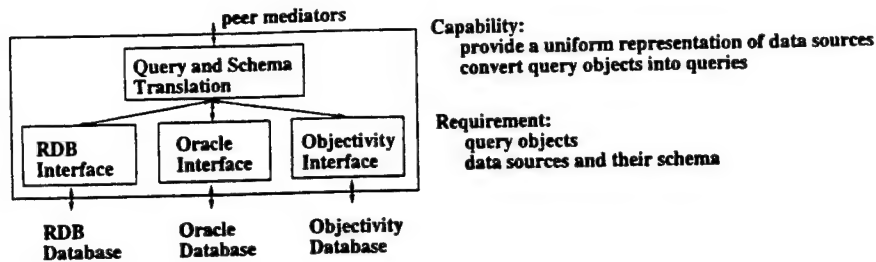 peer mediators
Query and Schema
Translation
RDB
Interface
Oracle
Interface
Objectivity
Interface
RDB
Database
Oracle
Database
Objectivity
Database
Capability:
provide a uniform representation of data sources
convert query objects into queries
Requirement:
query objects
data sources and their schema